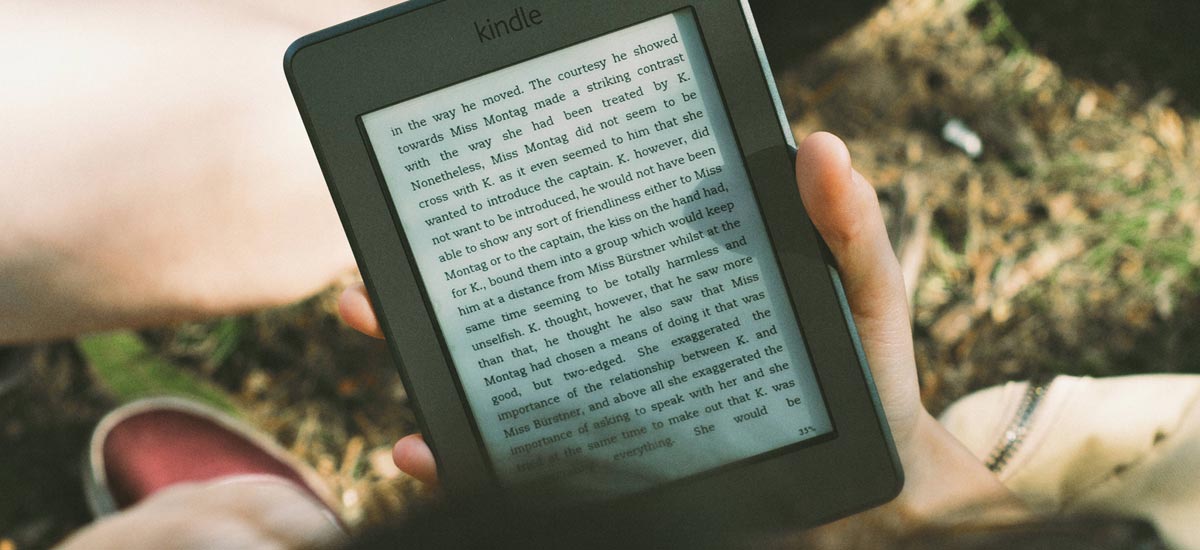 kindle
in the way he moved. The courtesy he showed
towards Miss Montag made a striking contrast
with the way she had been treated by K.
Nonetheless, Miss Montag did not seem to be
cross with K. as it even seemed to him that she
wanted to introduce the captain. K. however, did
not want to be introduced, he would not have been
able to show any sort of friendliness either to Miss
Montag or to the captain, the kiss on the hand had,
for K., bound them into a group which would keep
him at a distance from Miss Bürstner whilst at the
same time seeming to be totally harmless and
unselfish. K. thought, however, that he saw more
than that, he thought he also saw that Miss
Montag had chosen a means of doing it that was
good, but two-edged. She exaggerated the
importance of the relationship between K. and
Miss Bürstner, and above all she exaggerated the
importance of asking to speak with her and she
tried at the same time to make out that K. was
everything. She would be